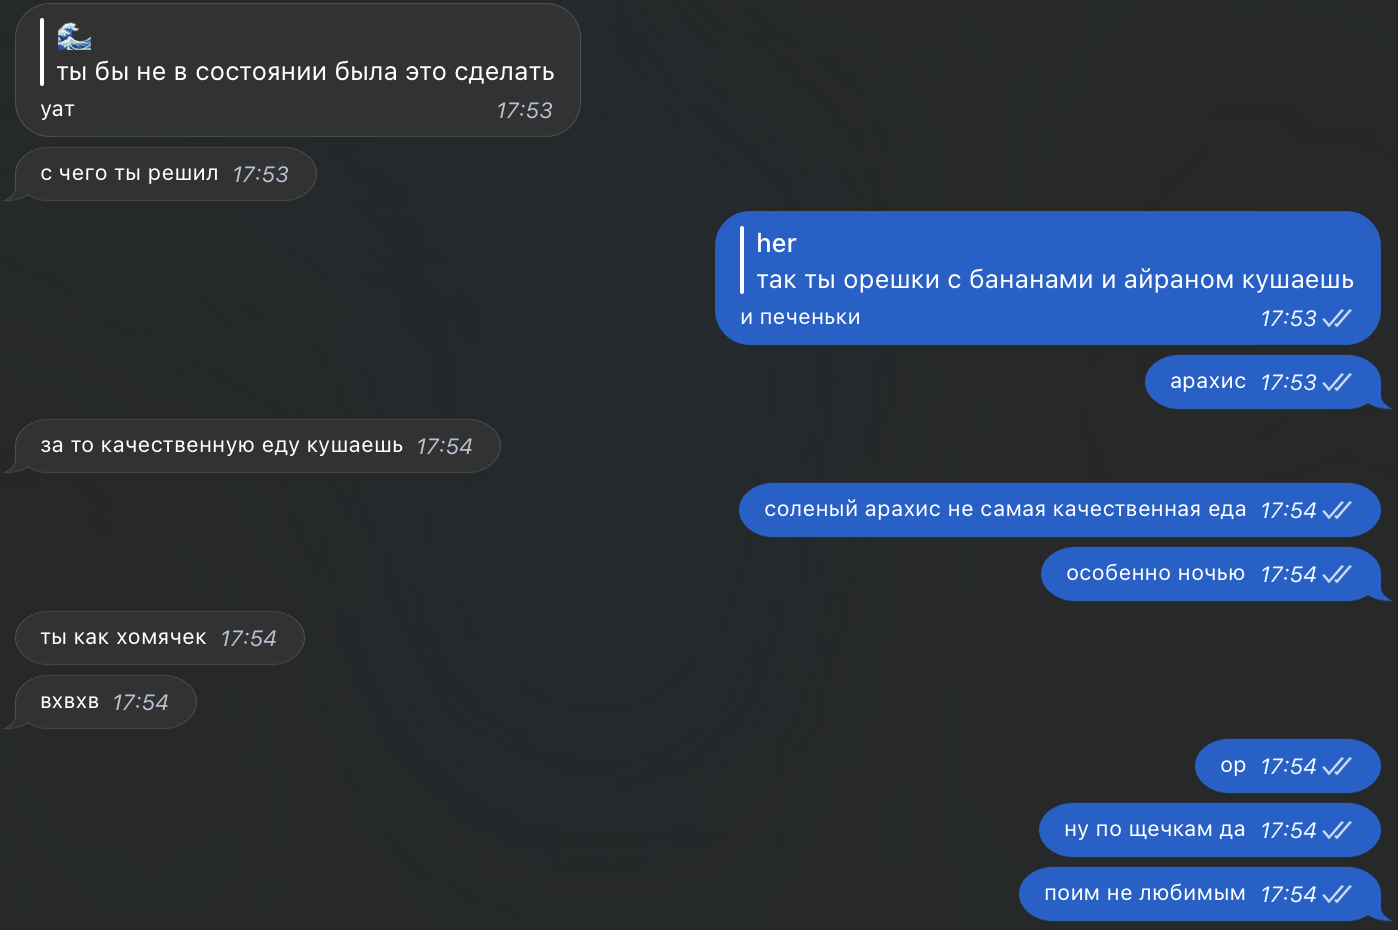 🌊
ты бы не в состоянии была это сделать
уат 17:53
с чего ты решил 17:53
her
так ты орешки с бананами и айраном кушаешь
и печеньки 17:53
арахис 17:53
за то качественную еду кушаешь 17:54
соленый арахис не самая качественная еда 17:54
особенно ночью 17:54
ты как хомячек 17:54
вхвхв 17:54
ор 17:54
ну по щечкам да 17:54
поим не любимым 17:54